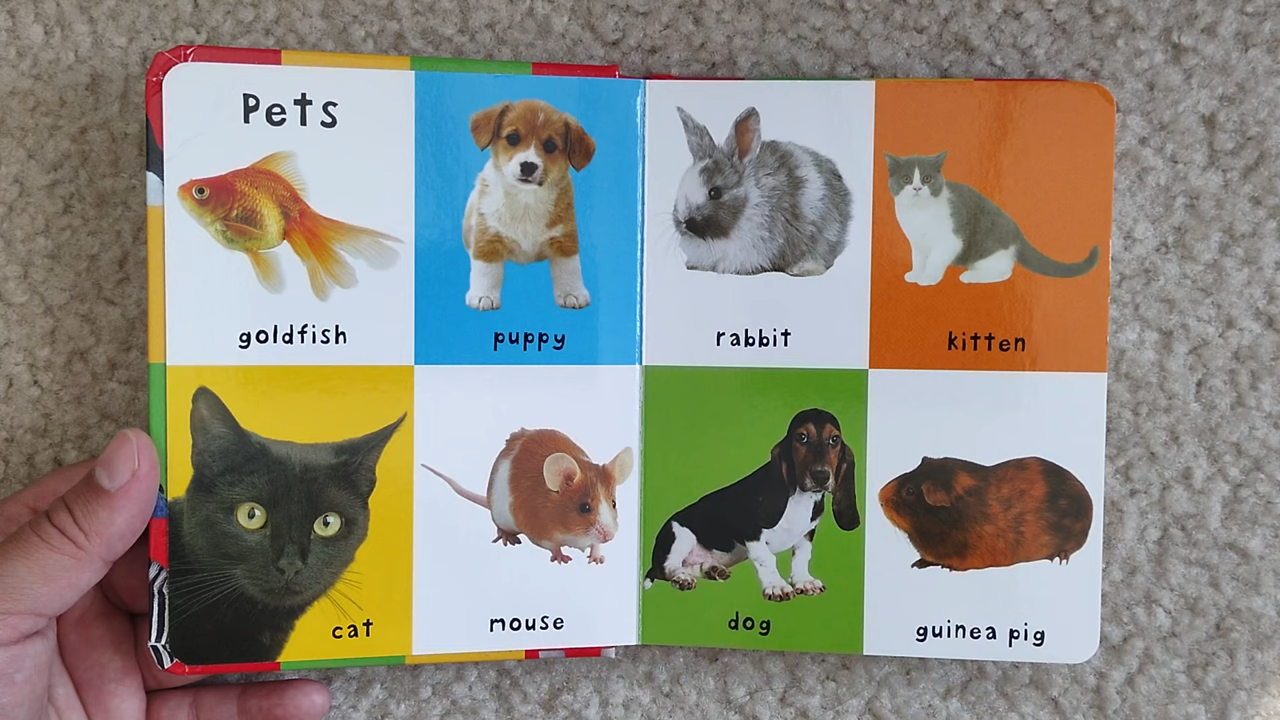 Pets
goldfish
puppy
rabbit
kitten
cat
mouse
dog
guinea pig